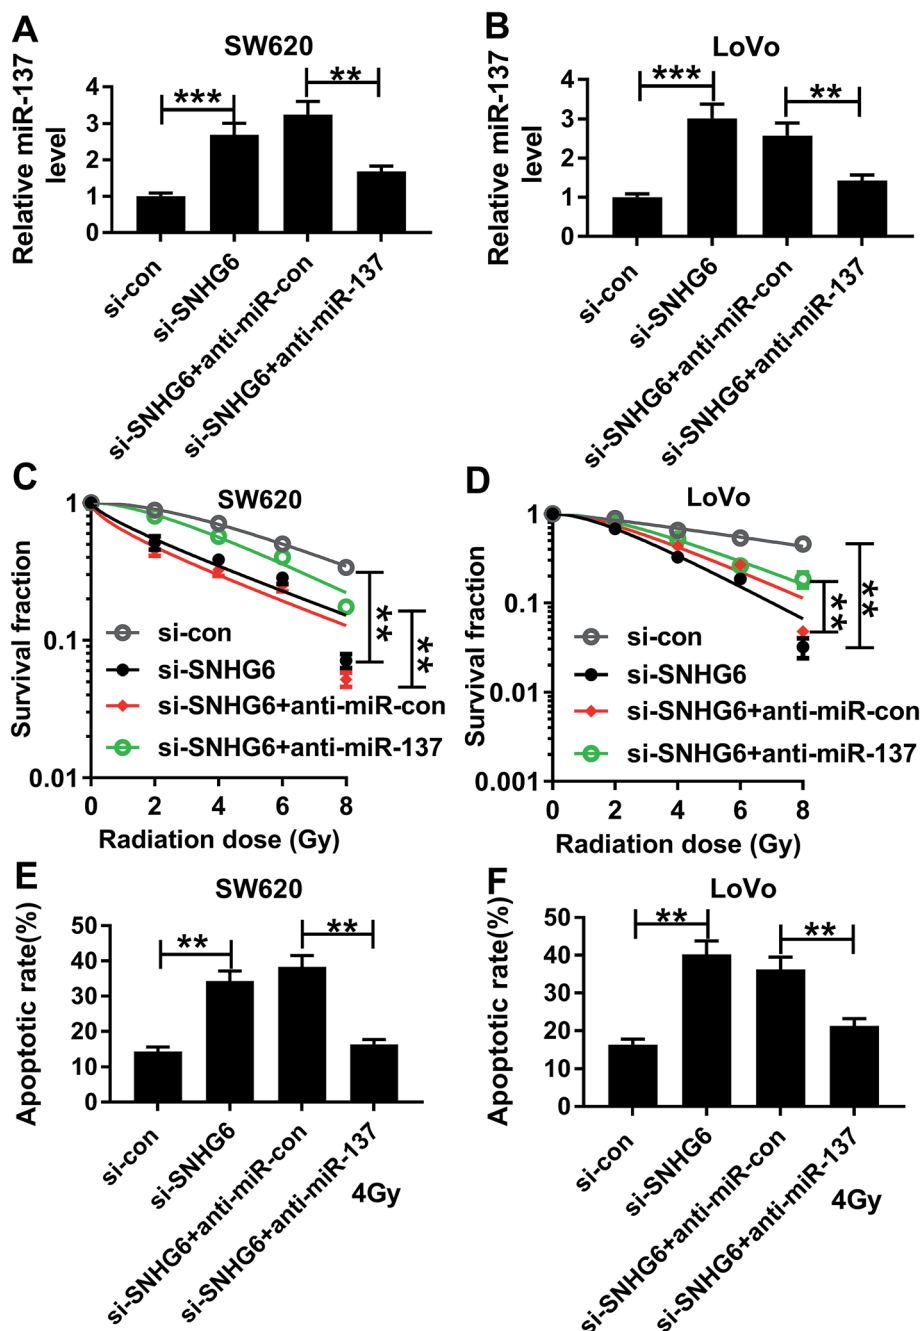 A
SW620
Relative miR-137
level
4
3
2
1
0
***
**
si-con
si-SNHG6
si-SNHG6+anti-miR-con
si-SNHG6+anti-miR-137
B
LoVo
Relative miR-137
level
4
3
2
1
0
***
**
si-con
si-SNHG6
si-SNHG6+anti-miR-con
si-SNHG6+anti-miR-137
C
SW620
Survival fraction
1
0.1
0.01
si-con
si-SNHG6
si-SNHG6+anti-miR-con
si-SNHG6+anti-miR-137
**
**
0 2 4 6 8
Radiation dose (Gy)
D
LoVo
Survival fraction
1
0.1
0.01
0.001
si-con
si-SNHG6
si-SNHG6+anti-miR-con
si-SNHG6+anti-miR-137
**
**
0 2 4 6 8
Radiation dose (Gy)
E
SW620
Apoptotic rate(%)
50
40
30
20
10
0
**
**
si-con
si-SNHG6
si-SNHG6+anti-miR-con
si-SNHG6+anti-miR-137
4Gy
F
LoVo
Apoptotic rate(%)
50
40
30
20
10
0
**
**
si-con
si-SNHG6
si-SNHG6+anti-miR-con
si-SNHG6+anti-miR-137
4Gy